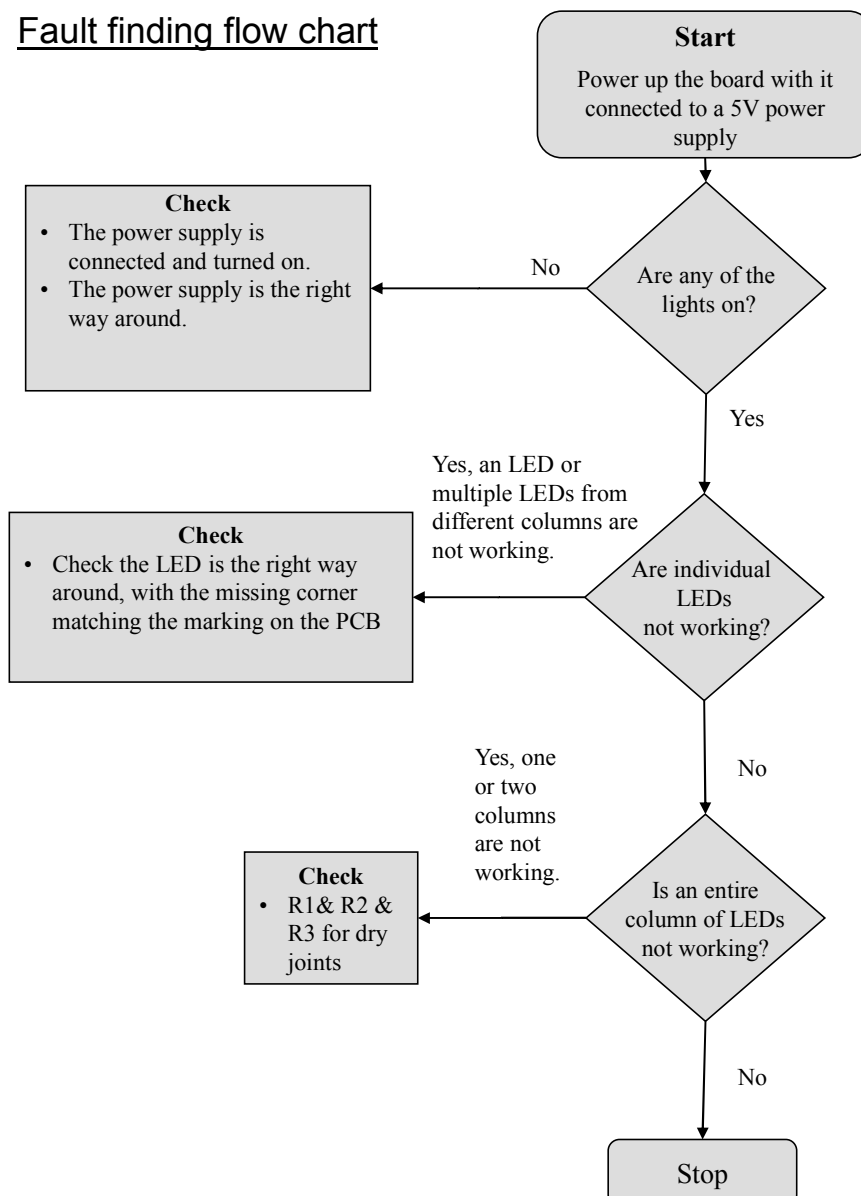 Fault finding flow chart
Start
Power up the board with it
connected to a 5V power
supply
Check
• The power supply is
connected and turned on.
• The power supply is the right
way around.
No
Are any of the
lights on?
Yes
Yes, an LED or
multiple LEDs from
different columns are
not working.
Check
• Check the LED is the right way
around, with the missing corner
matching the marking on the PCB
Are individual
LEDs
not working?
No
Yes, one
or two
columns
are not
working.
Check
• R1& R2 &
R3 for dry
joints
Is an entire
column of LEDs
not working?
No
Stop